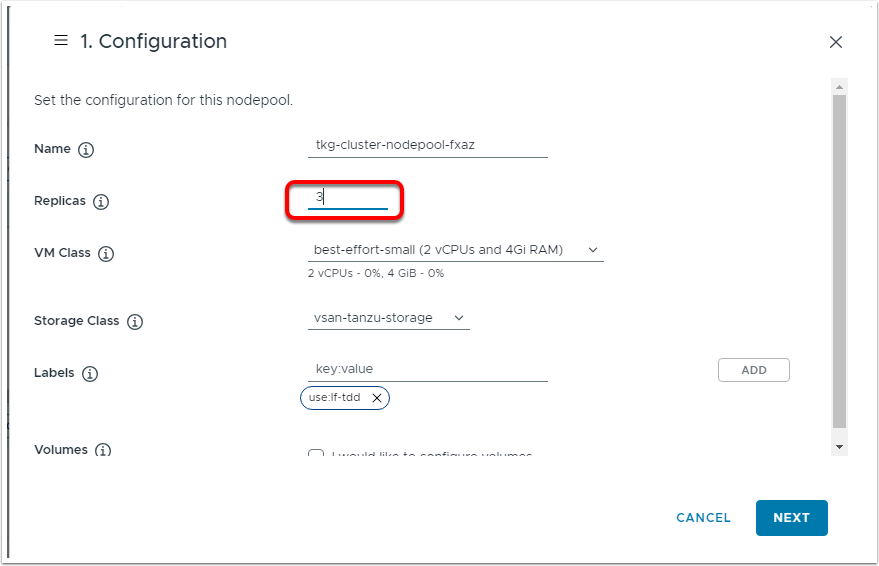 1. Configuration
Set the configuration for this nodepool.
Name
tkg-cluster-nodepool-fxaz
Replicas
3
VM Class
best-effort-small (2 vCPUs and 4Gi RAM)
2 vCPUs - 0%, 4 GiB - 0%
Storage Class
vsan-tanzu-storage
Labels
key:value
ADD
use:lf-tdd
Volumes
I would like to configure volumes
CANCEL
NEXT